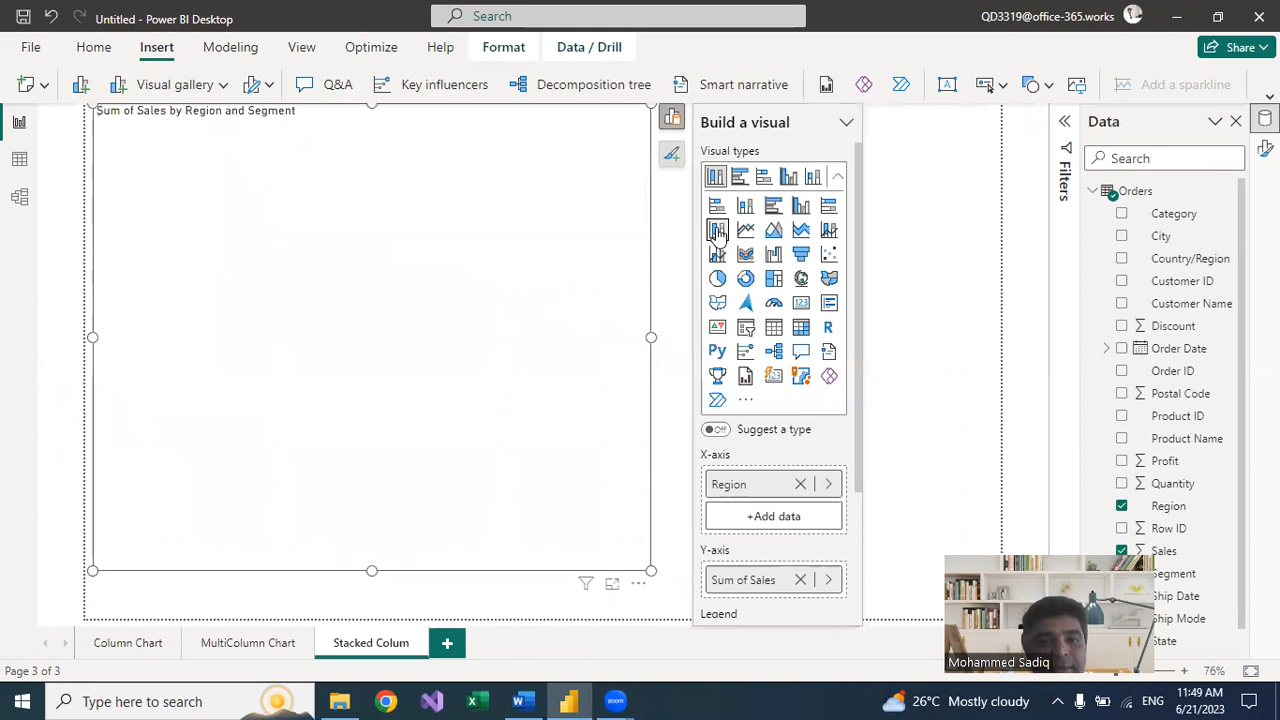 Untitled - Power BI Desktop
Search
QD3319@office-365.works
File
Home
Insert
Modeling
View
Optimize
Help
Format
Data / Drill
Share
Visual gallery
Q&A
Key influencers
Decomposition tree
Smart narrative
Add a sparkline
Sum of Sales by Region and Segment
Build a visual
Visual types
R
Py
123
Suggest a type
Off
X-axis
Region
+Add data
Y-axis
Sum of Sales
Legend
Filters
Data
Search
Orders
Category
City
Country/Region
Customer ID
Customer Name
Discount
Order Date
Order ID
Postal Code
Product ID
Product Name
Profit
Quantity
Region
Row ID
Sales
Segment
Ship Date
Ship Mode
State
Mohammed Sadiq
Column Chart
MultiColumn Chart
Stacked Colum
Page 3 of 3
76%
Type here to search
26°C Mostly cloudy
ENG
11:49 AM
6/21/2023